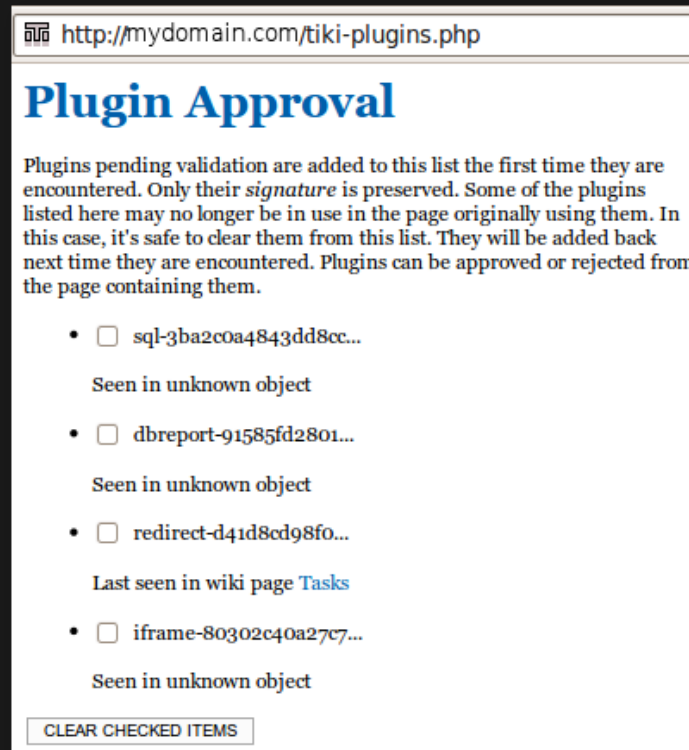 http://mydomain.com/tiki-plugins.php
Plugin Approval
Plugins pending validation are added to this list the first time they are
encountered. Only their signature is preserved. Some of the plugins
listed here may no longer be in use in the page originally using them. In
this case, it's safe to clear them from this list. They will be added back
next time they are encountered. Plugins can be approved or rejected from
the page containing them.
• sql-3ba2c0a4843dd8cc...
Seen in unknown object
• dbreport-91585fd2801...
Seen in unknown object
• redirect-d41d8cd98f0...
Last seen in wiki page Tasks
• iframe-80302c40a27c7...
Seen in unknown object
CLEAR CHECKED ITEMS